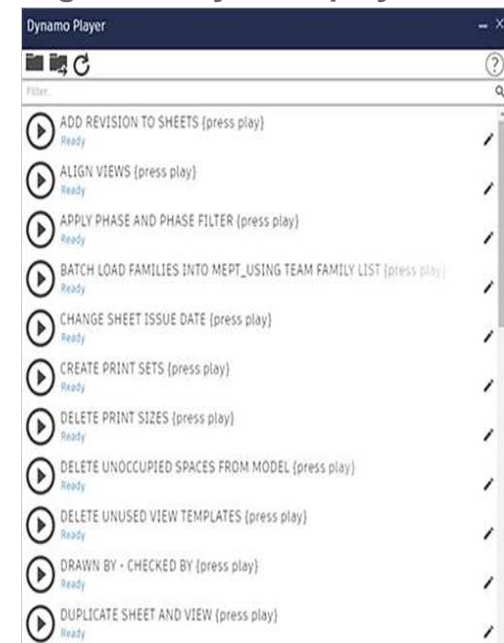 Dynamo Player
?
Filter..
ADD REVISION TO SHEETS {press play}
Ready
ALIGN VIEWS {press play}
Ready
APPLY PHASE AND PHASE FILTER {press play}
Ready
BATCH LOAD FAMILIES INTO MEPT_USING TEAM FAMILY LIST {press play}
Ready
CHANGE SHEET ISSUE DATE {press play}
Ready
CREATE PRINT SETS {press play}
Ready
DELETE PRINT SIZES {press play}
Ready
DELETE UNOCCUPIED SPACES FROM MODEL {press play}
Ready
DELETE UNUSED VIEW TEMPLATES {press play}
Ready
DRAWN BY - CHECKED BY {press play}
Ready
DUPLICATE SHEET AND VIEW {press play}
Ready